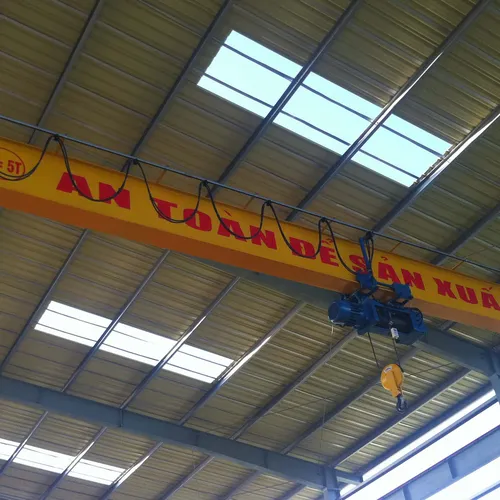 = 5T
AN TOÀN ĐỂ SẢN XUẤ